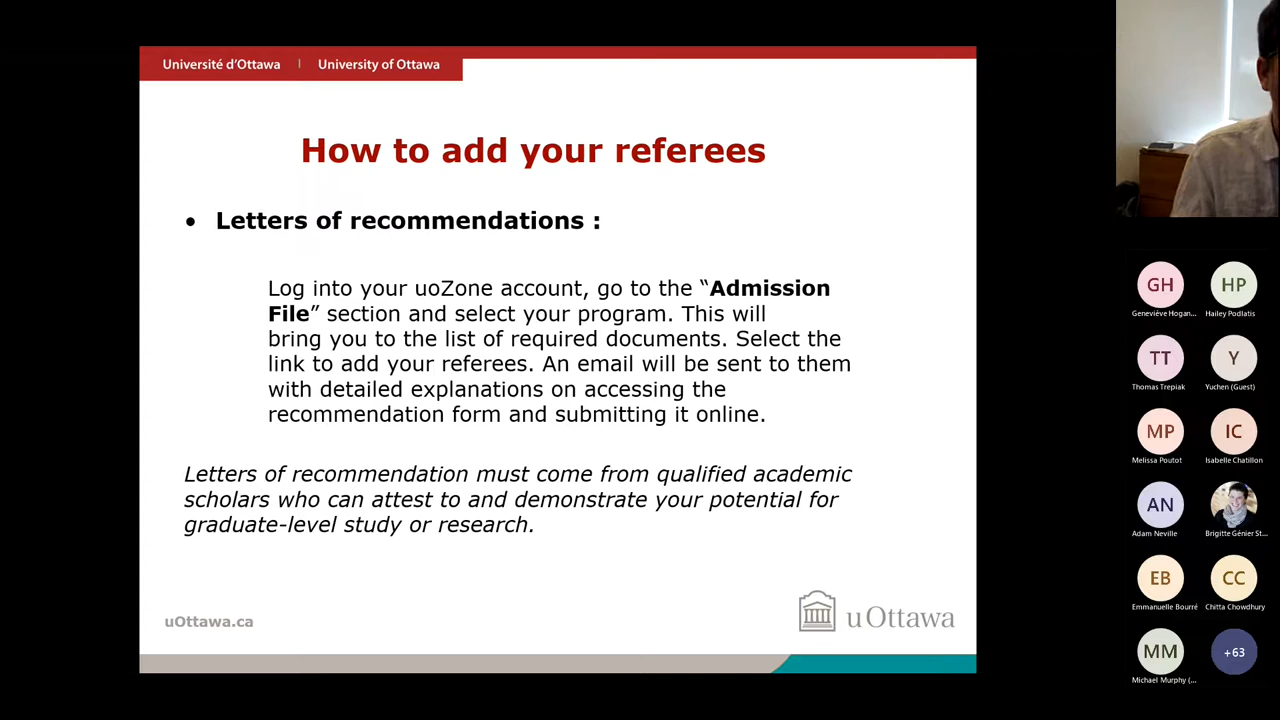 Université d'Ottawa | University of Ottawa
How to add your referees
• Letters of recommendations :
Log into your uoZone account, go to the “Admission
File” section and select your program. This will
bring you to the list of required documents. Select the
link to add your referees. An email will be sent to them
with detailed explanations on accessing the
recommendation form and submitting it online.
Letters of recommendation must come from qualified academic
scholars who can attest to and demonstrate your potential for
graduate-level study or research.
uOttawa.ca
uOttawa
GH
HP
Geneviève Hogan...
Hailey Podlatis
TT
Y
Thomas Trepiak
Yuchen (Guest)
MP
IC
Melissa Poutot
Isabelle Chatillon
AN
Adam Neville
Brigitte Génier St...
EB
CC
Emmanuelle Bourré
Chitta Chowdhury
MM
+63
Michael Murphy (...